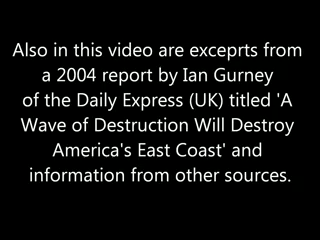 Also in this video are exceprts from
a 2004 report by Ian Gurney
of the Daily Express (UK) titled 'A
Wave of Destruction Will Destroy
America's East Coast' and
information from other sources.